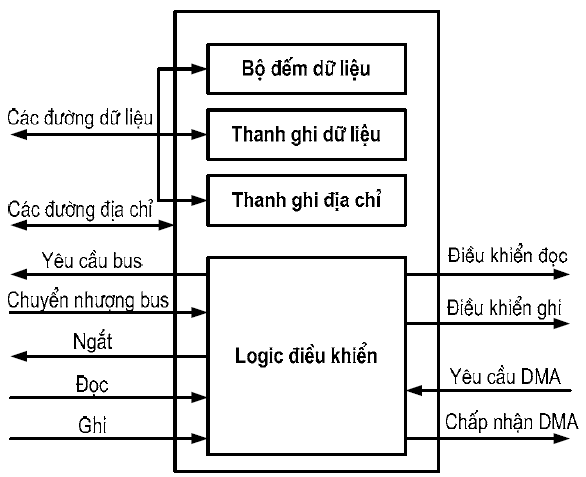 Bộ đếm dữ liệu
Các đường dữ liệu
Thanh ghi dữ liệu
Thanh ghi địa chỉ
Các đường địa chỉ
Yêu cầu bus
Điều khiển đọc
Chuyển nhượng bus
Điều khiển ghi
Ngắt
Logic điều khiển
Đọc
Yêu cầu DMA
Ghi
Chấp nhận DMA